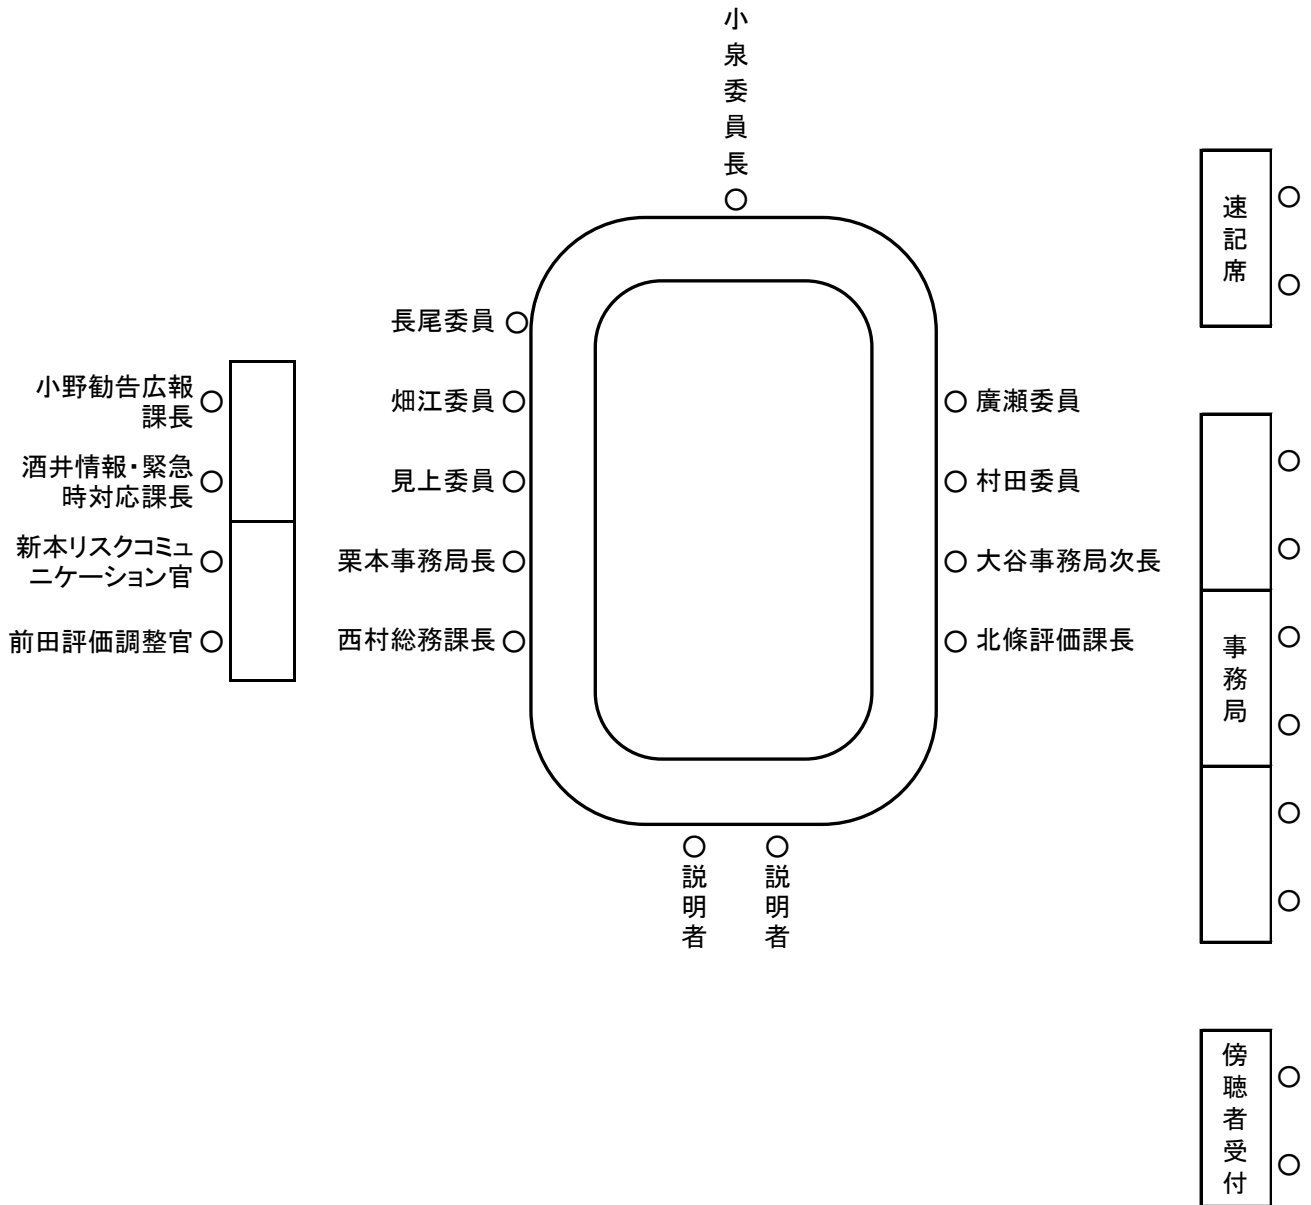 小泉委員長
速記席
長尾委員
小野勧告広報
課長
畑江委員
廣瀬委員
酒井情報・緊急
時対応課長
見上委員
村田委員
新本リスクコミュ
ニケーション官
栗本事務局長
大谷事務局次長
前田評価調整官
西村総務課長
北條評価課長
事務局
説明者
説明者
傍聴者受付